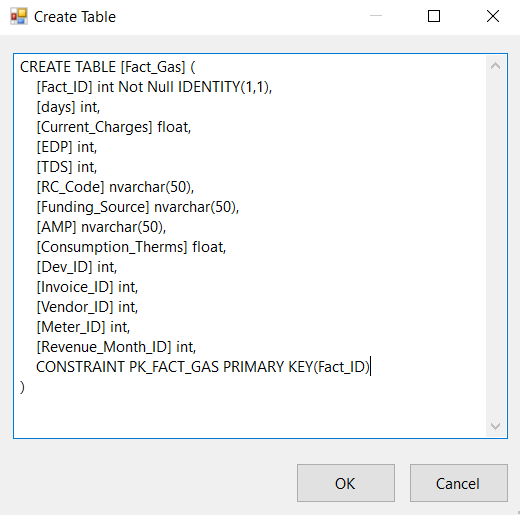 Create Table
CREATE TABLE [Fact_Gas] (
[Fact_ID] int Not Null IDENTITY(1,1),
[days] int,
[Current_Charges] float,
[EDP] int,
[TDS] int,
[RC_Code] nvarchar(50),
[Funding_Source] nvarchar(50),
[AMP] nvarchar(50),
[Consumption_Therms] float,
[Dev_ID] int,
[Invoice_ID] int,
[Vendor_ID] int,
[Meter_ID] int,
[Revenue_Month_ID] int,
CONSTRAINT PK_FACT_GAS PRIMARY KEY(Fact_ID)
)
OK
Cancel